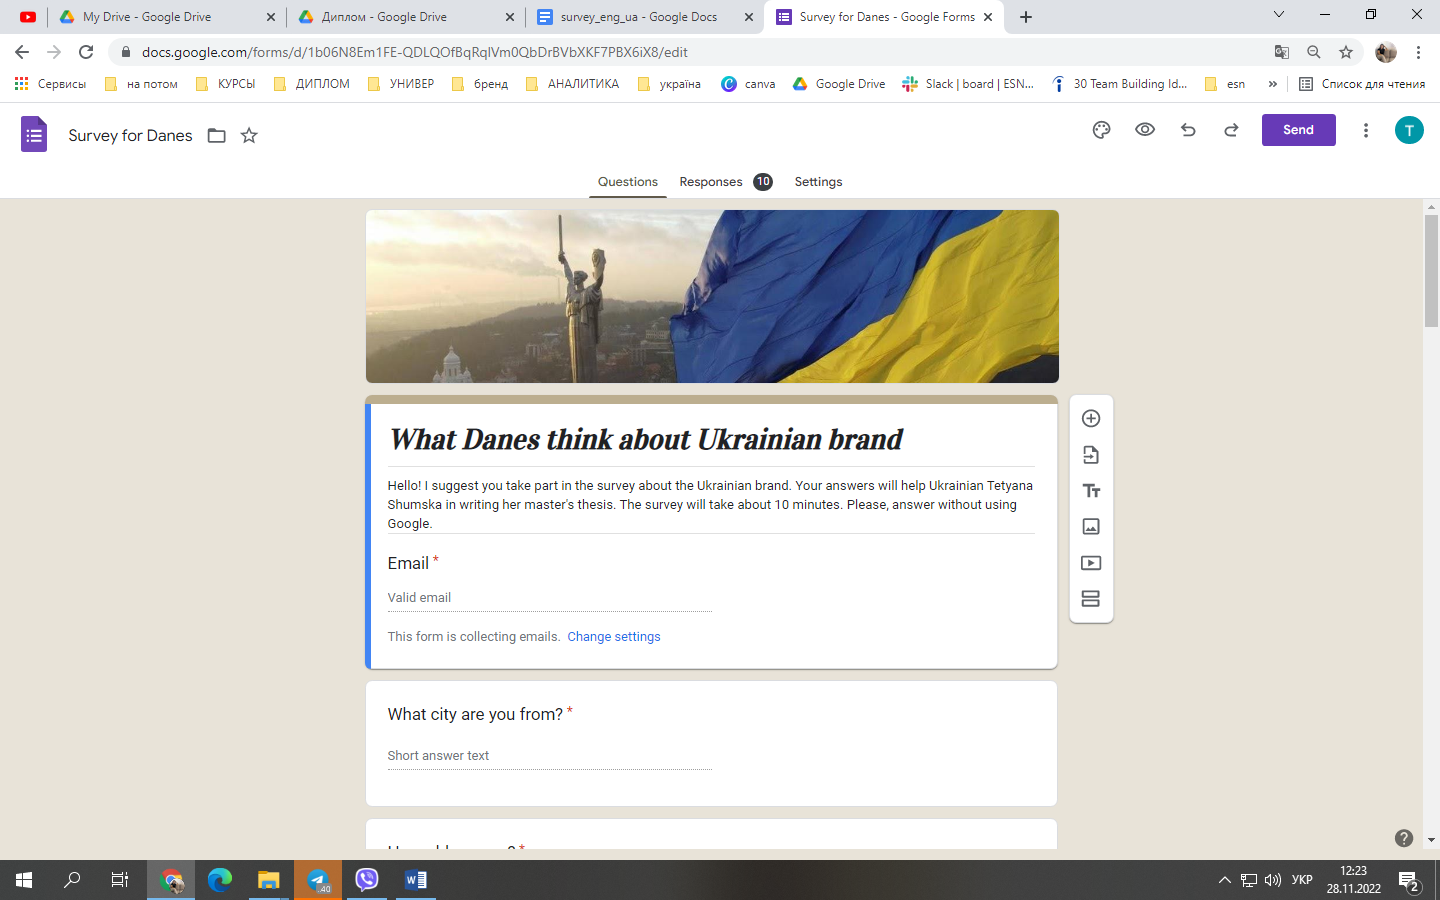 My Drive - Google Drive
Диплом - Google Drive
survey_eng_ua - Google Docs
Survey for Danes - Google Forms
docs.google.com/forms/d/1b06N8Em1FE-QDLQOfBqRqIVm0QbDrBVbXKF7PBX6iX8/edit
Сервисы
на потом
КУРСЫ
ДИПЛОМ
УНИВЕР
бренд
АНАЛИТИКА
україна
canva
Google Drive
Slack | board | ESN...
30 Team Building Id...
esn
»
Список для чтения
Survey for Danes
Send
T
Questions
Responses 10
Settings
What Danes think about Ukrainian brand
Hello! I suggest you take part in the survey about the Ukrainian brand. Your answers will help Ukrainian Tetyana
Shumska in writing her master's thesis. The survey will take about 10 minutes. Please, answer without using
Google.
Email *
Valid email
This form is collecting emails. Change settings
What city are you from? *
Short answer text
40
УКР
12:23
28.11.2022
2